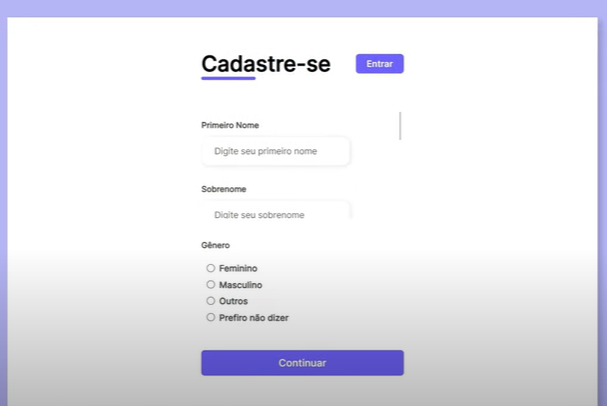 Cadastre-se
Entrar
Primeiro Nome
Digite seu primeiro nome
Sobrenome
Digite seu sobrenome
Gênero
Feminino
Masculino
Outros
Prefiro não dizer
Continuar